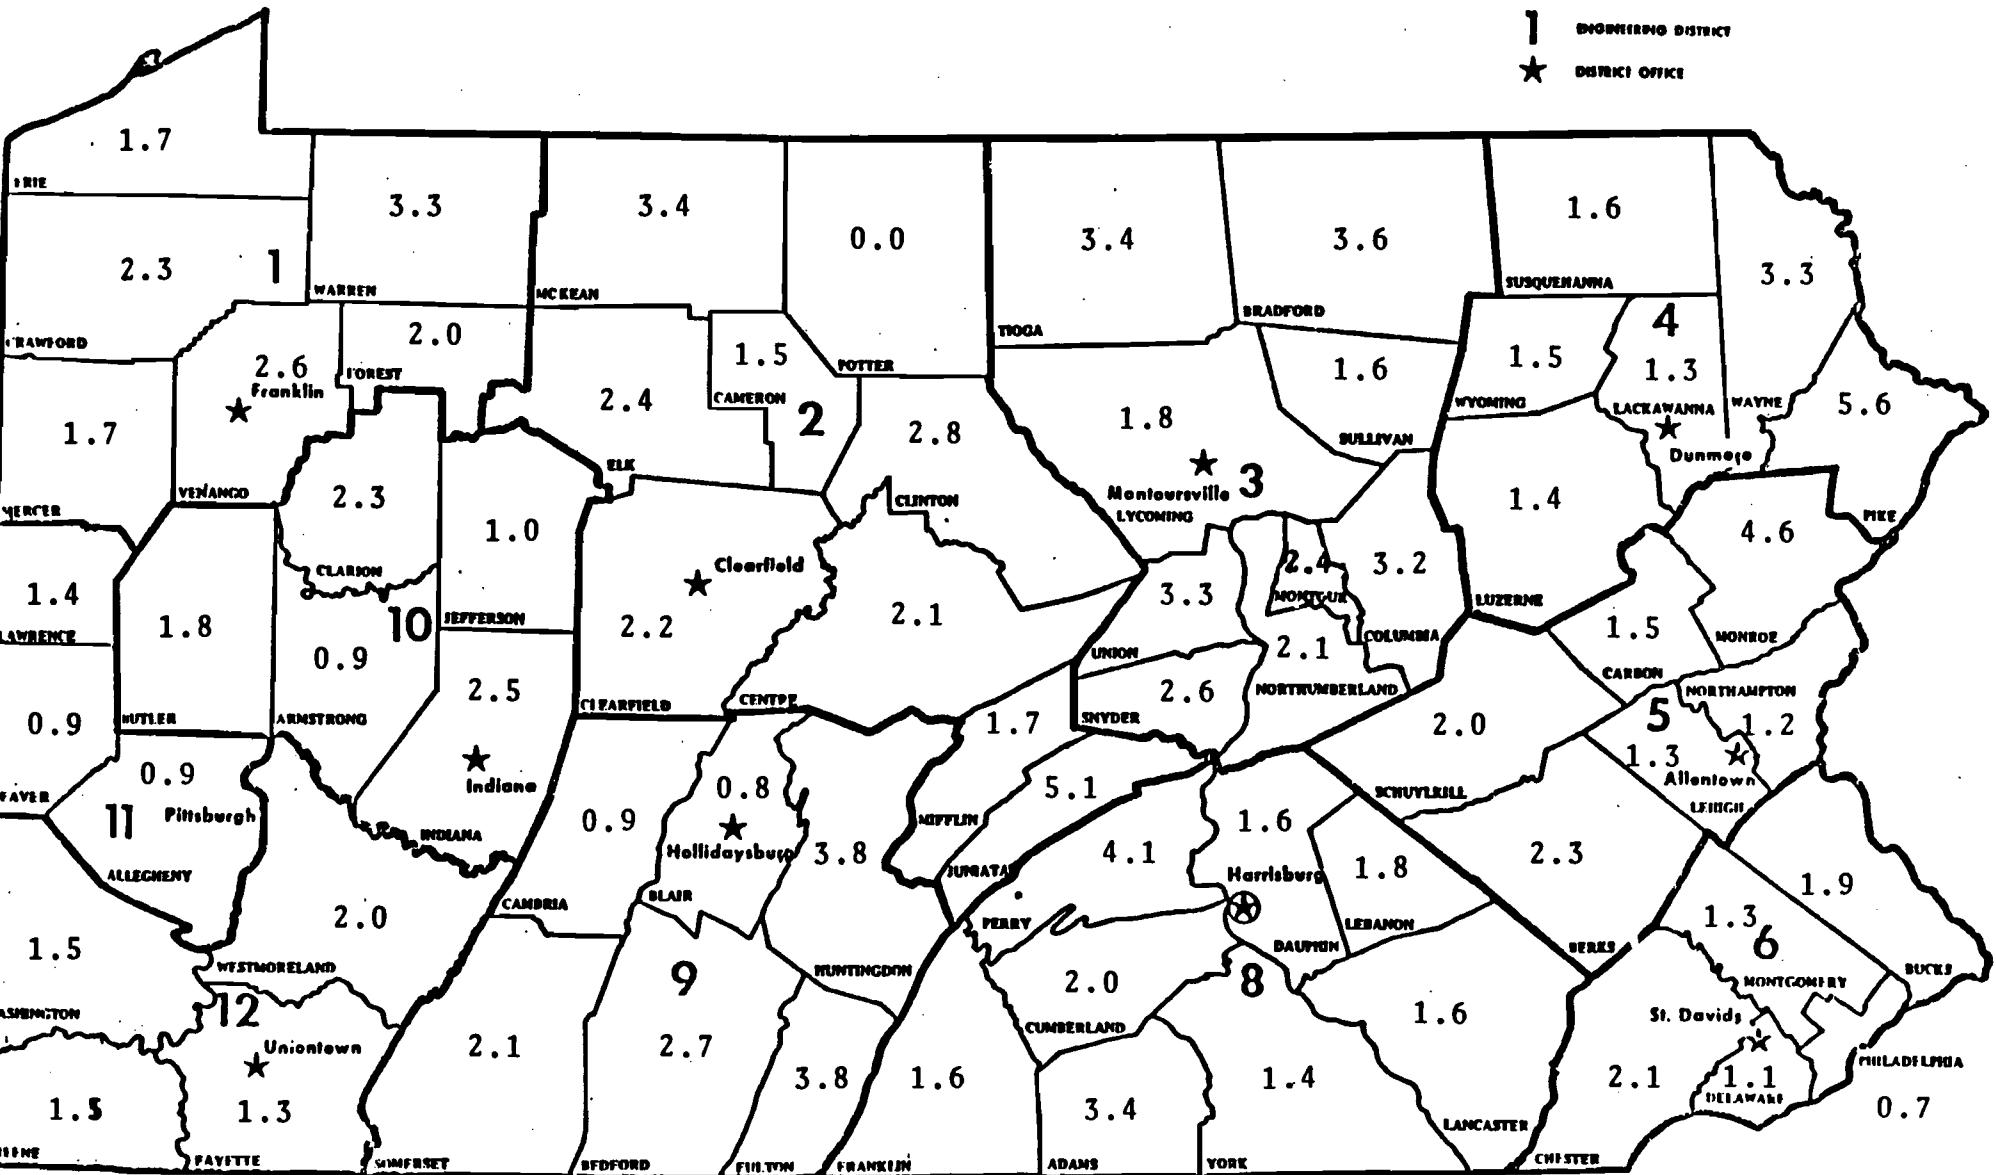 1 ENGINEERING DISTRICT
★ DISTRICT OFFICE
1.7
ERIE
3.3
WARREN
3.4
MCKEAN
0.0
POTTER
3.4
TIOGA
3.6
BRADFORD
1.6
SUSQUEHANNA
3.3
WAYNE
2.3
1
2.6
Franklin
VENANGO
2.0
FOREST
2.4
ELK
1.5
CAMERON
2
2.8
CLINTON
1.8
Montoursville
3
LYCOMING
1.6
SULLIVAN
1.5
WYOMING
4
1.3
LACKAWANNA
Dunmore
5.6
PIKE
1.7
2.3
CLARION
1.0
JEFFERSON
2.2
Clearfield
CLEARFIELD
2.1
CENTRE
3.3
UNION
2.4
MONTOUR
3.2
COLUMBIA
1.4
LUZERNE
4.6
MONROE
1.4
LAWRENCE
1.8
BUTLER
0.9
ARMSTRONG
10
2.5
Indiana
INDIANA
2.6
SNYDER
2.1
NORTHUMBERLAND
2.0
SCHUYLKILL
1.5
CARBON
NORTHAMPTON
1.2
5
1.3
Allentown
LEHIGH
0.9
0.9
11
Pittsburgh
ALLEGHENY
0.9
CAMBRIA
0.8
Hollidaysburg
BLAIR
3.8
HUNTINGDON
1.7
MIFFLIN
5.1
JUNIATA
4.1
PERRY
1.6
Harrisburg
DAUPHIN
1.8
LEBANON
2.3
BERKS
1.9
BUCKS
1.3
6
MONTGOMERY
1.5
2.0
WESTMORELAND
12
Uniontown
1.3
FAYETTE
2.1
SOMERSET
9
2.7
BEDFORD
3.8
FULTON
1.6
FRANKLIN
2.0
CUMBERLAND
3.4
ADAMS
8
1.4
YORK
1.6
LANCASTER
2.1
CHESTER
St. Davids
1.1
DELAWARE
PHILADELPHIA
0.7
1.5